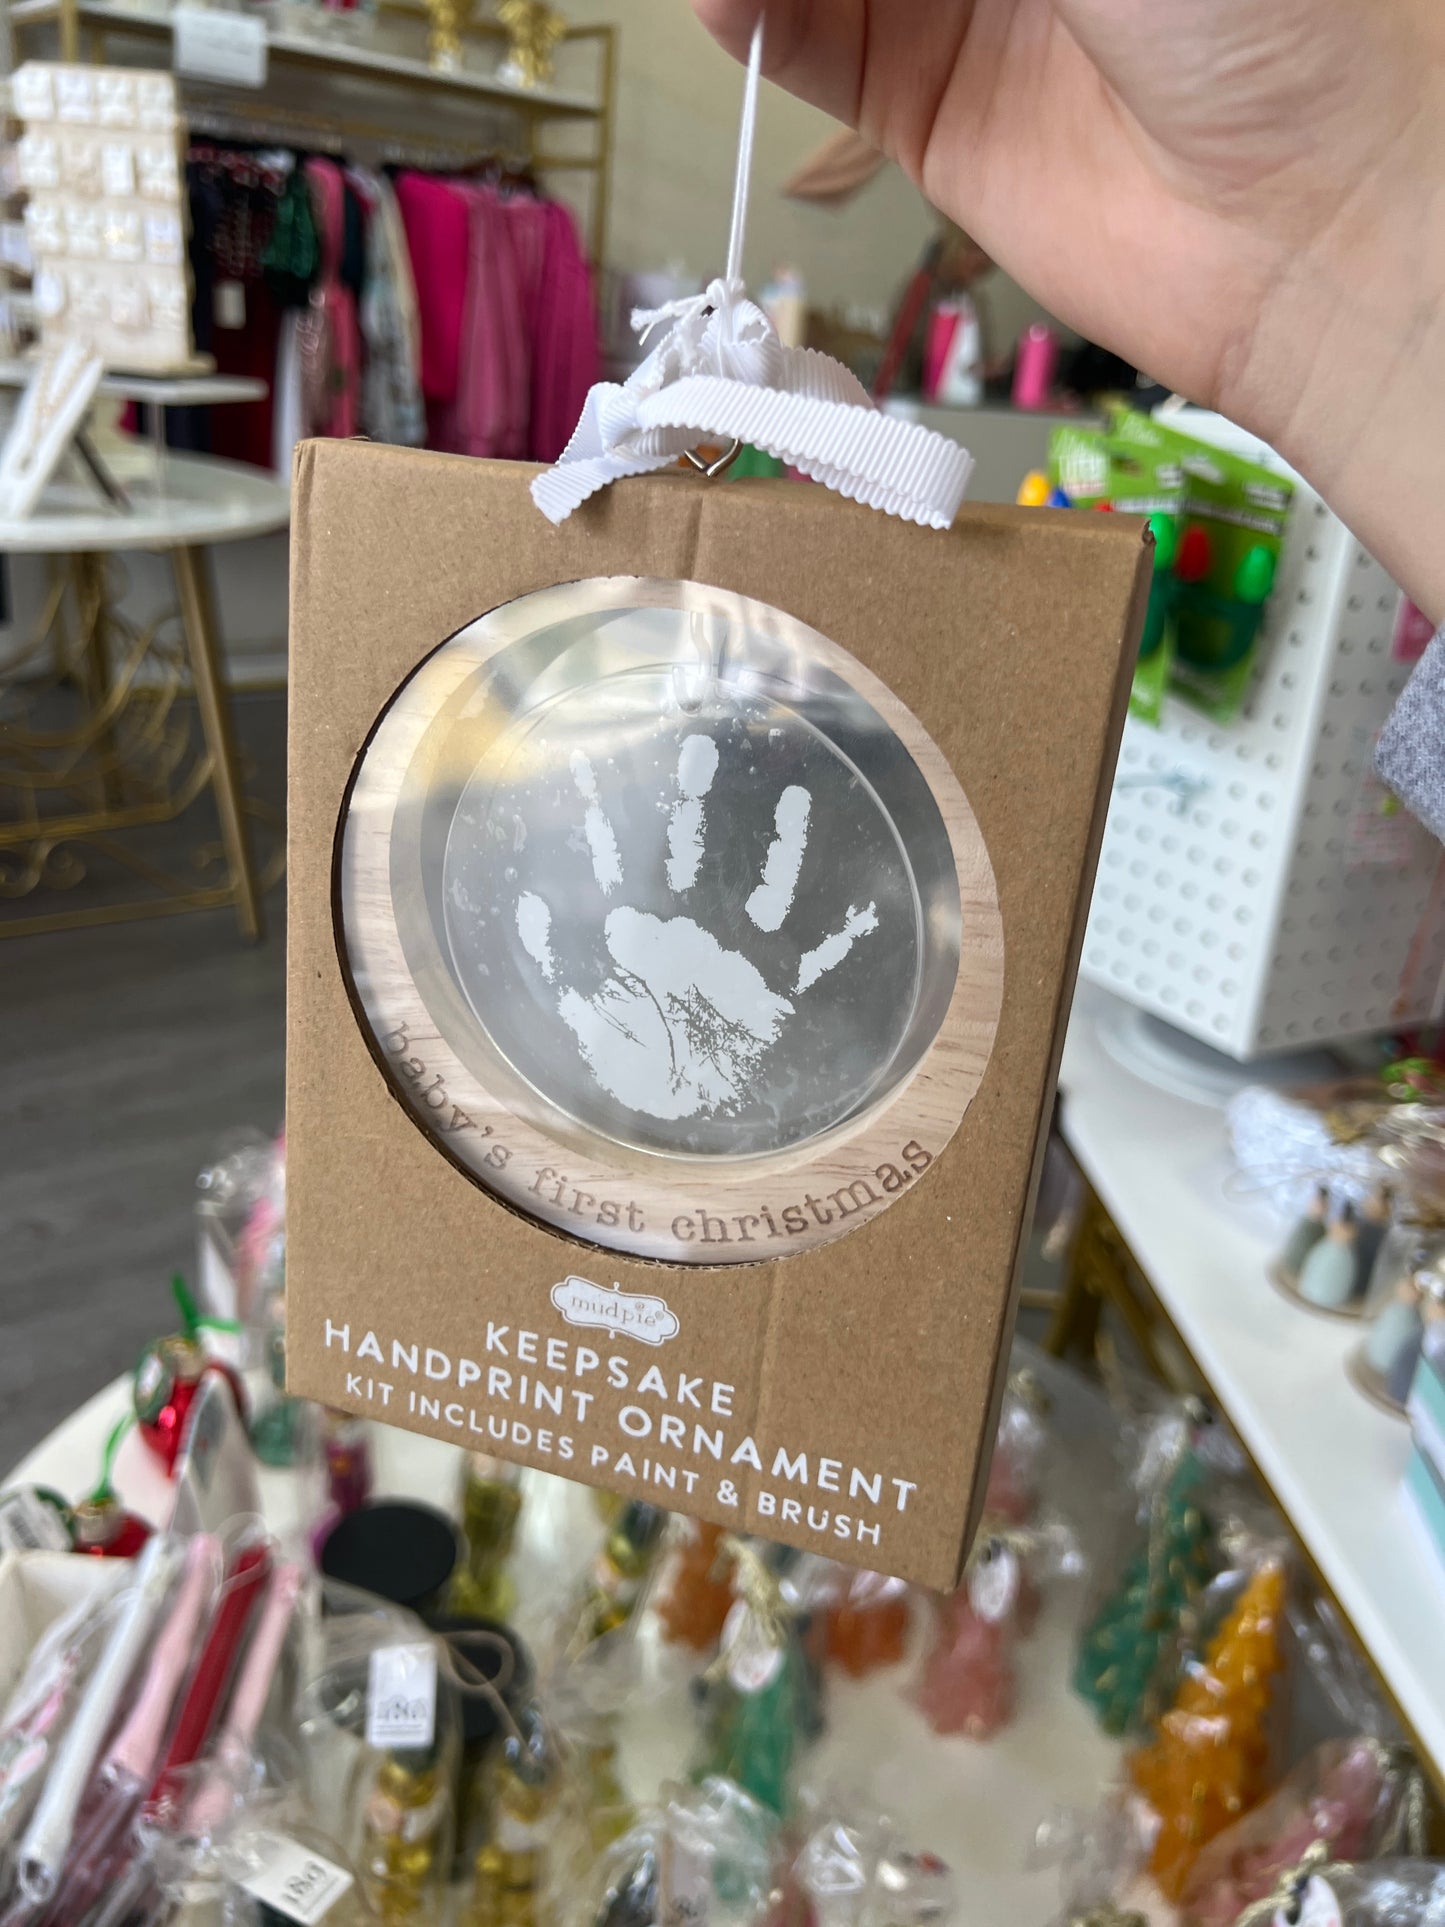 baby's first christmas
mudpie®
KEEPSAKE
HANDPRINT ORNAMENT
KIT INCLUDES PAINT & BRUSH